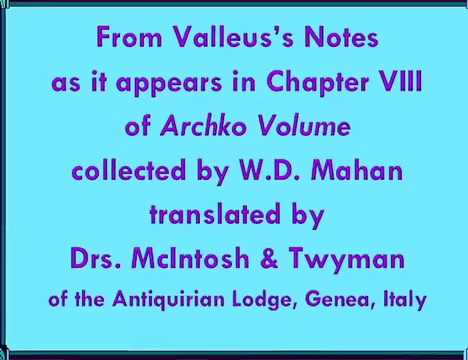 From Valleus's Notes
as it appears in Chapter VIII
of Archko Volume
collected by W.D. Mahan
translated by
Drs. McIntosh & Twyman
of the Antiquirian Lodge, Genea, Italy